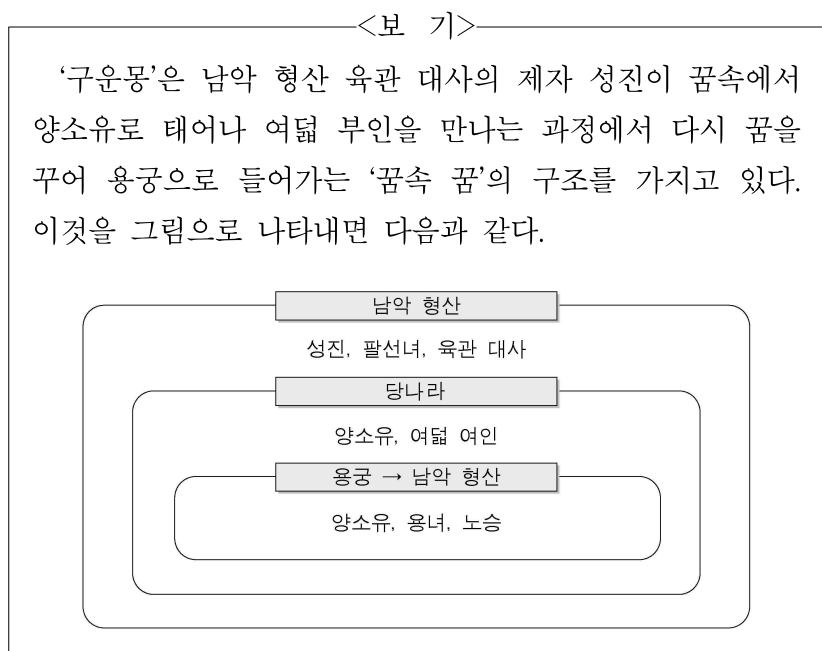 <보 기>
‘구운몽’은 남악 형산 육관 대사의 제자 성진이 꿈속에서
양소유로 태어나 여덟 부인을 만나는 과정에서 다시 꿈을
꾸어 용궁으로 들어가는 ‘꿈속 꿈’의 구조를 가지고 있다.
이것을 그림으로 나타내면 다음과 같다.
남악 형산
성진, 팔선녀, 육관 대사
당나라
양소유, 여덟 여인
용궁 → 남악 형산
양소유, 용녀, 노승